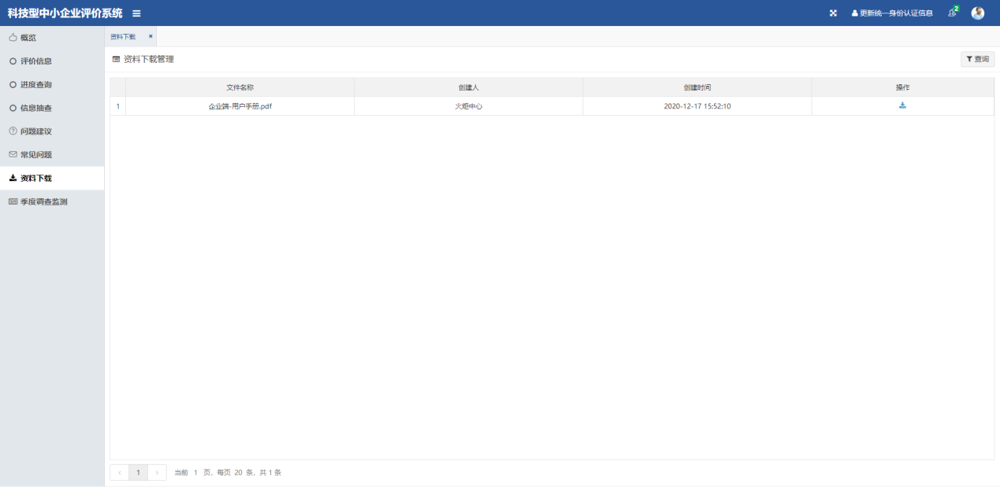 科技型中小企业评价系统
更新统一身份认证信息 2
概览
评价信息
进度查询
信息抽查
问题建议
常见问题
资料下载
季度调查监测
资料下载 ×
资料下载管理 查询
文件名称 创建人 创建时间 操作
1 企业端-用户手册.pdf 火炬中心 2020-12-17 15:52:10
< 1 > 当前 1 页, 每页 20 条, 共 1 条